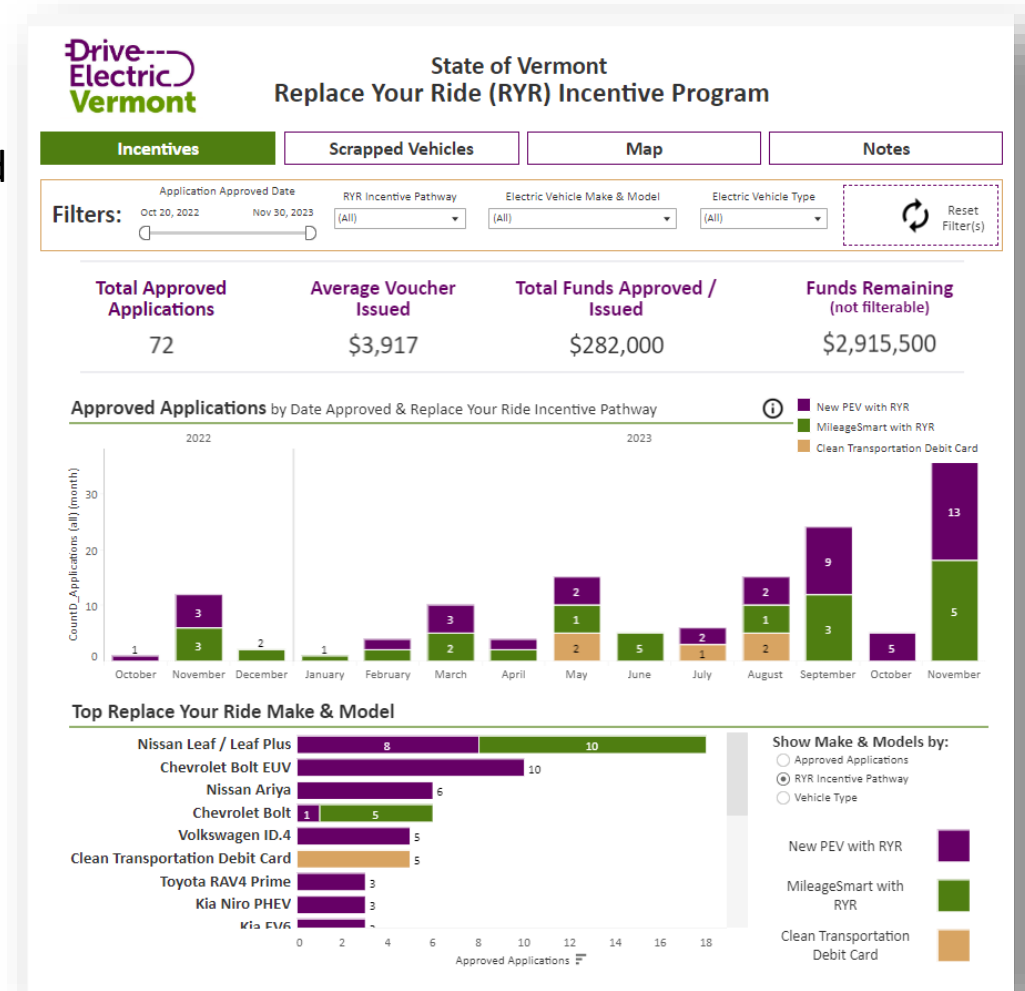 Drive
Electric
Vermont
State of Vermont
Replace Your Ride (RYR) Incentive Program
Incentives
Scrapped Vehicles
Map
Notes
Filters:
Application Approved Date
Oct 20, 2022
Nov 30, 2023
RYR Incentive Pathway
(All)
Electric Vehicle Make & Model
(All)
Electric Vehicle Type
(All)
Reset
Filter(s)
Total Approved
Applications
72
Average Voucher
Issued
$3,917
Total Funds Approved /
Issued
$282,000
Funds Remaining
(not filterable)
$2,915,500
Approved Applications by Date Approved & Replace Your Ride Incentive Pathway
New PEV with RYR
MileageSmart with RYR
Clean Transportation Debit Card
2022
2023
CountD_Applications (all) (month)
30
20
10
0
1
3
3
2
1
3
2
2
1
2
5
2
1
2
1
2
9
3
5
13
5
October
November
December
January
February
March
April
May
June
July
August
September
October
November
Top Replace Your Ride Make & Model
Nissan Leaf / Leaf Plus
8
10
Chevrolet Bolt EUV
10
Nissan Ariya
6
Chevrolet Bolt
1
5
Volkswagen ID.4
5
Clean Transportation Debit Card
5
Toyota RAV4 Prime
3
Kia Niro PHEV
3
Kia EV6
0 2 4 6 8 10 12 14 16 18
Approved Applications
Show Make & Models by:
Approved Applications
RYR Incentive Pathway
Vehicle Type
New PEV with RYR
MileageSmart with
RYR
Clean Transportation
Debit Card